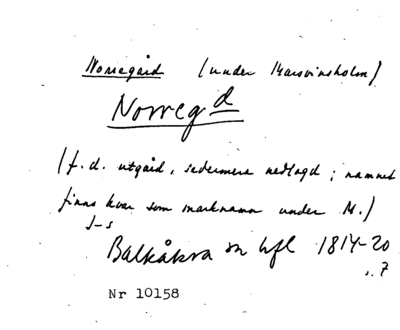 Norregård (under Marsvinsholm)
Norreg d
(f.d. utgård, sedermera nedlagd; namnet
finns kvar som marknamn under M.)
J-s
Balkåkra sn hfl 1814-20
s. 7
Nr 10158